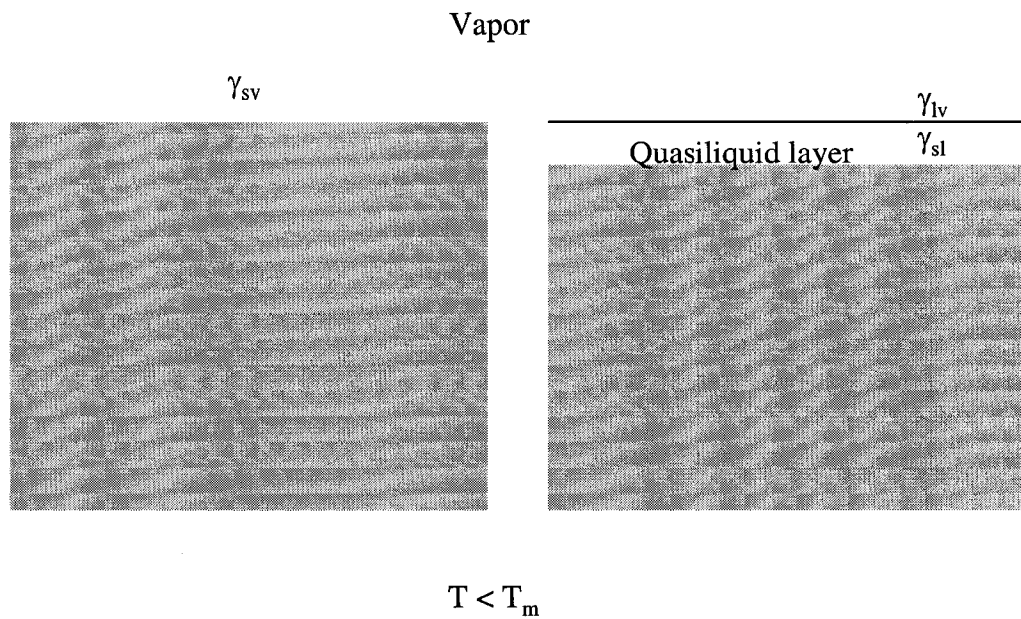 Vapor
γsv
γlv
γsl
Quasiliquid layer
T < Tm